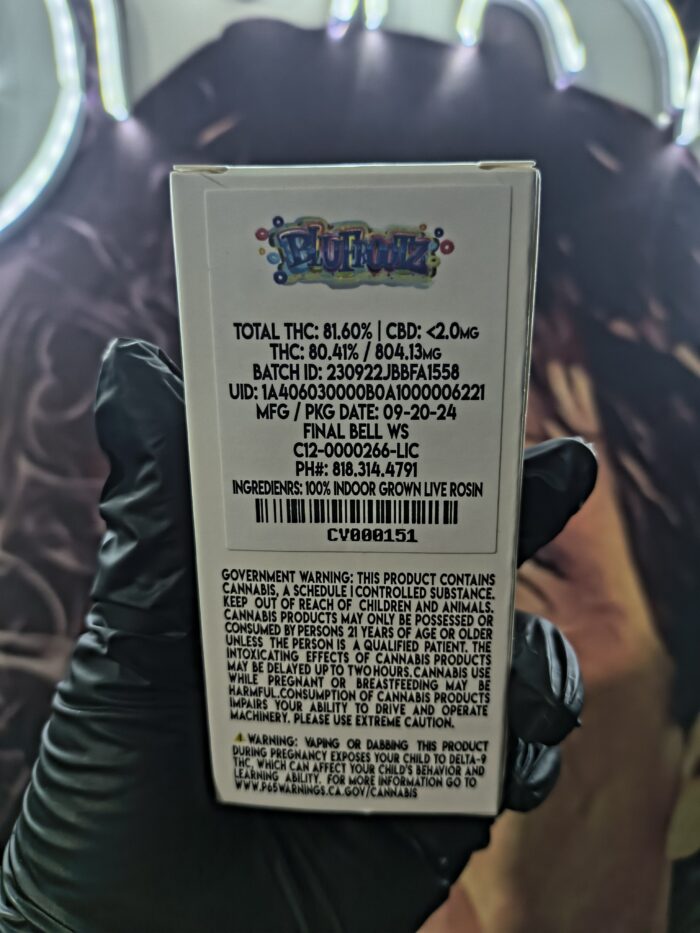 BLUFROOTZ
TOTAL THC: 81.60% | CBD: <2.0MG
THC: 80.41% / 804.13MG
BATCH ID: 230922JBBFA1558
UID: 1A406030000B0A1000006221
MFG / PKG DATE: 09-20-24
FINAL BELL WS
C12-0000266-LIC
PH#: 818.314.4791
INGREDIENRS: 100% INDOOR GROWN LIVE ROSIN
CV000151
GOVERNMENT WARNING: THIS PRODUCT CONTAINS
CANNABIS, A SCHEDULE I CONTROLLED SUBSTANCE.
KEEP OUT OF REACH OF CHILDREN AND ANIMALS.
CANNABIS PRODUCTS MAY ONLY BE POSSESSED OR
CONSUMED BY PERSONS 21 YEARS OF AGE OR OLDER
UNLESS THE PERSON IS A QUALIFIED PATIENT. THE
INTOXICATING EFFECTS OF CANNABIS PRODUCTS
MAY BE DELAYED UP TO TWO HOURS. CANNABIS USE
WHILE PREGNANT OR BREASTFEEDING MAY BE
HARMFUL.CONSUMPTION OF CANNABIS PRODUCTS
IMPAIRS YOUR ABILITY TO DRIVE AND OPERATE
MACHINERY. PLEASE USE EXTREME CAUTION.
WARNING: VAPING OR DABBING THIS PRODUCT
DURING PREGNANCY EXPOSES YOUR CHILD TO DELTA-9
THC, WHICH CAN AFFECT YOUR CHILD'S BEHAVIOR AND
LEARNING ABILITY. FOR MORE INFORMATION GO TO
WWW.P65WARNINGS.CA.GOV/CANNABIS